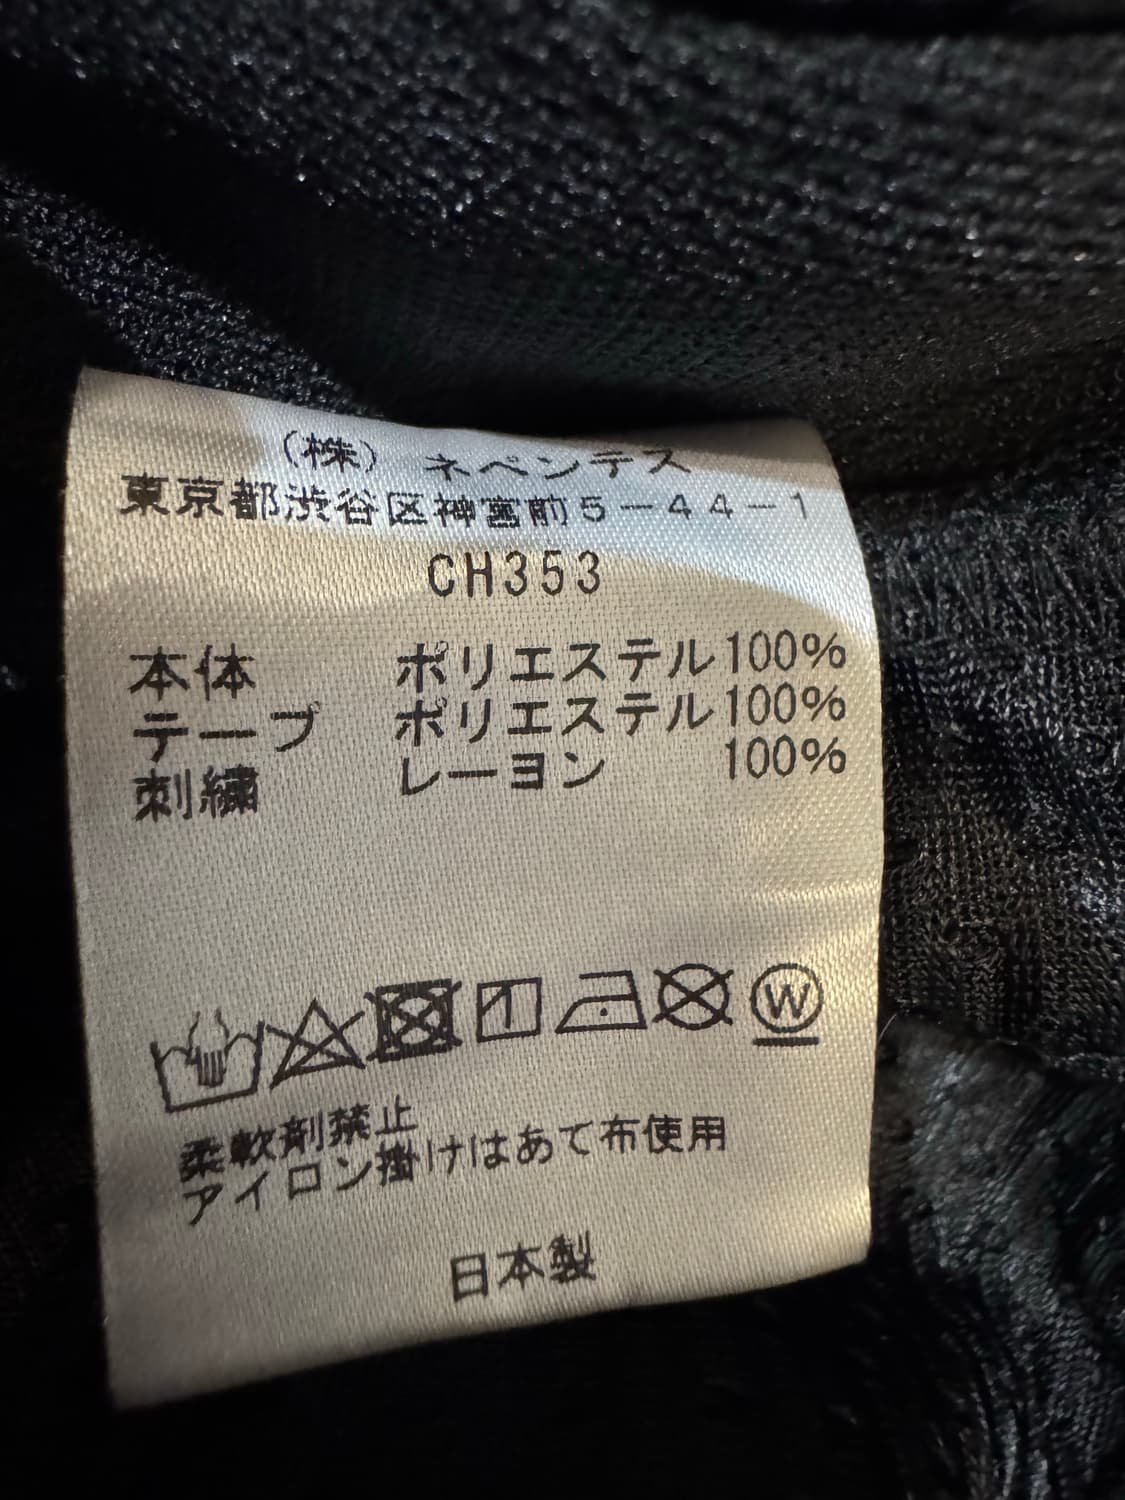 (株) ネペンテス
東京都渋谷区神宮前5-44-1
CH353
本体 ポリエステル100%
テープ ポリエステル100%
刺繍 レーヨン 100%
W
柔軟剤禁止
アイロン掛けはあて布使用
日本製